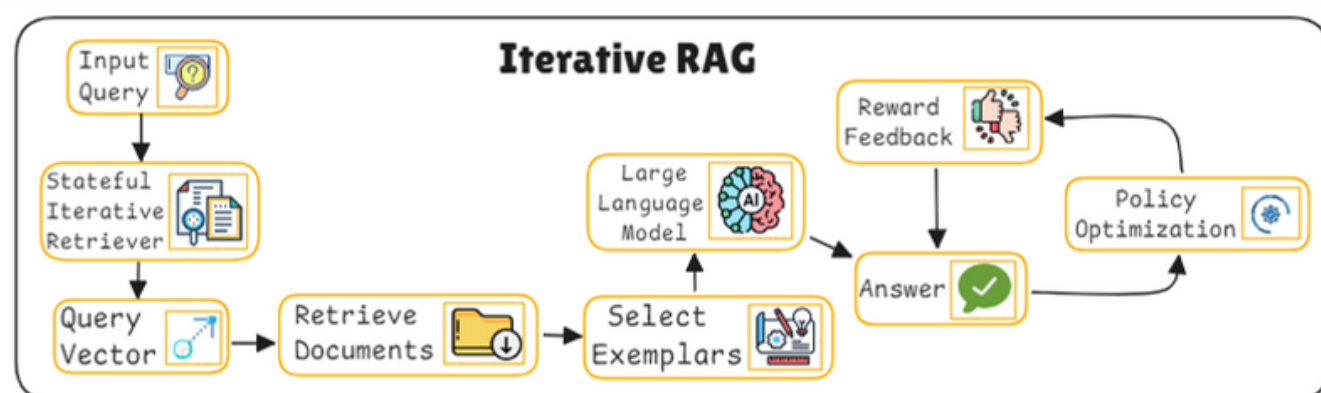 Iterative RAG
Input
Query
Stateful
Iterative
Retriever
Query
Vector
Retrieve
Documents
Select
Exemplars
Large
Language
Model
AI
Answer
Policy
Optimization
Reward
Feedback